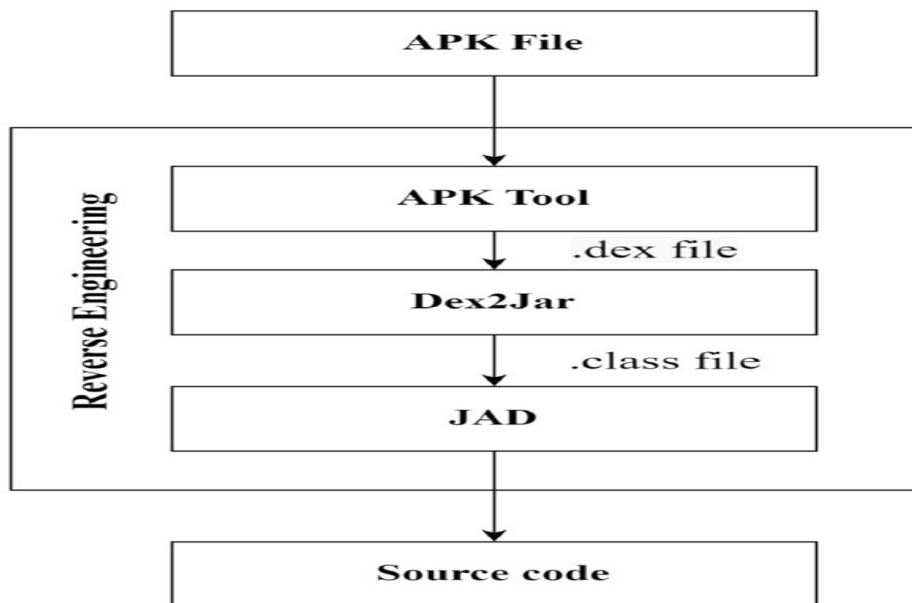 APK File
Reverse Engineering
APK Tool
.dex file
Dex2Jar
.class file
JAD
Source code